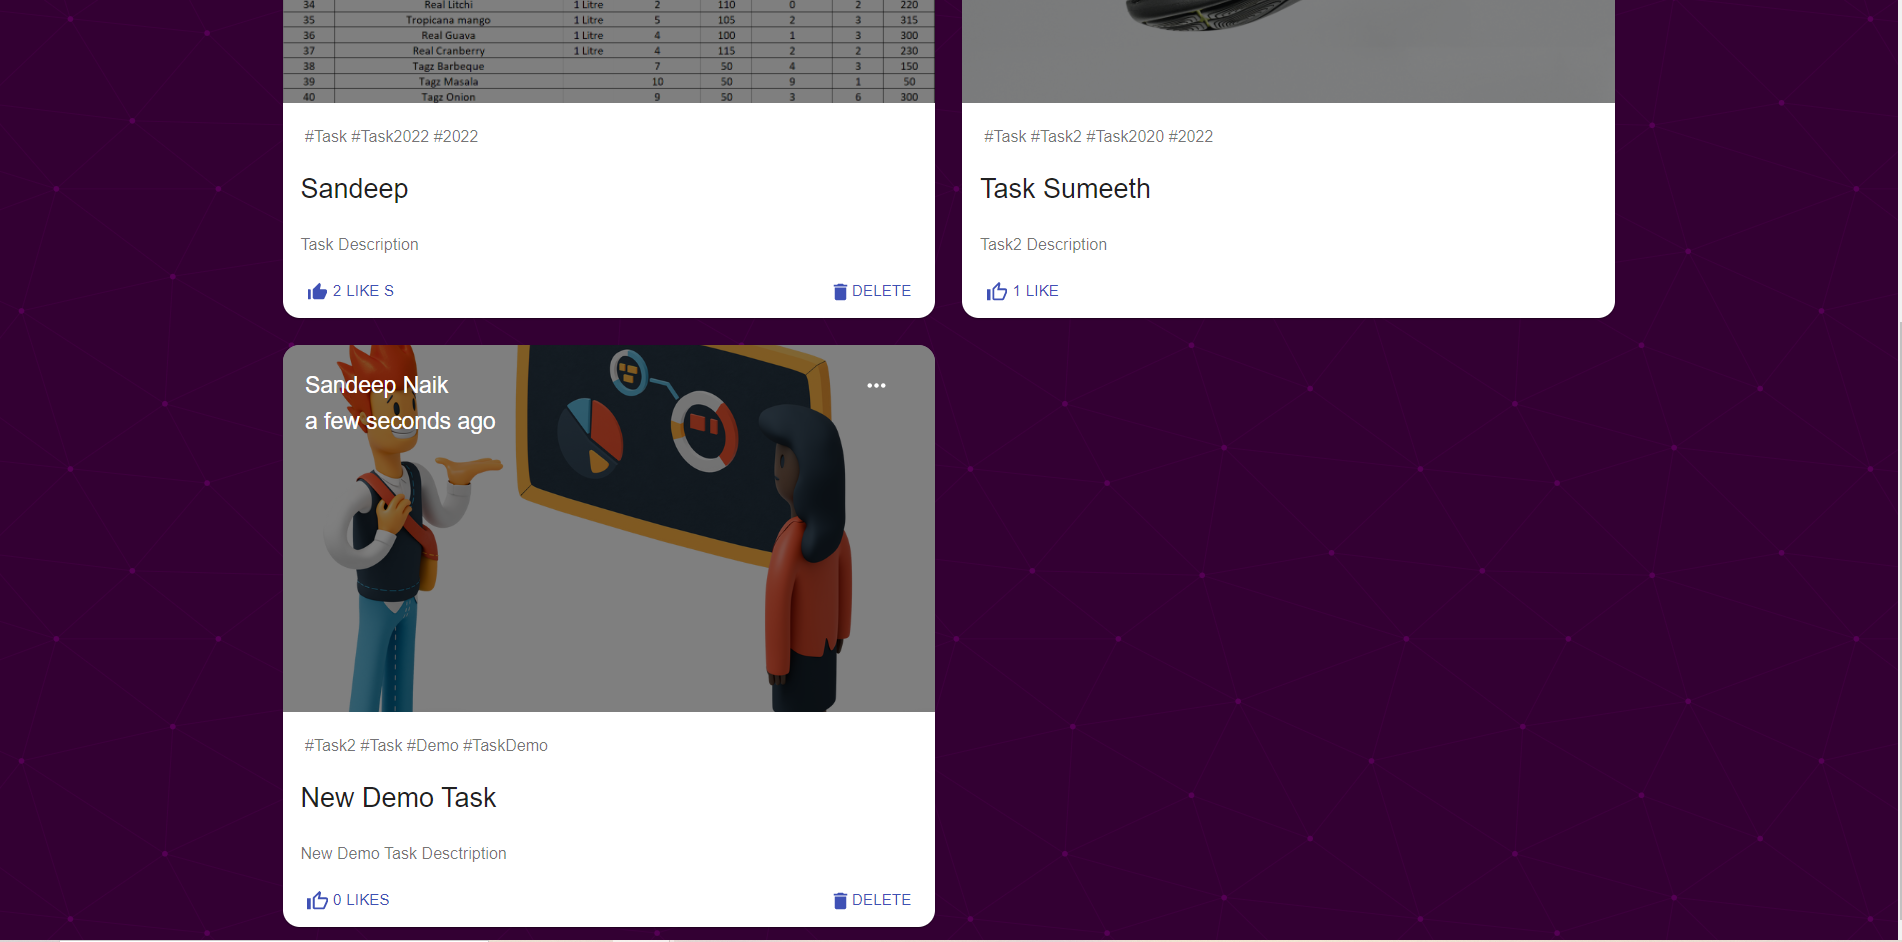 34 Real Litchi 1 Litre 2 110 0 2 220
35 Tropicana mango 1 Litre 5 105 2 3 315
36 Real Guava 1 Litre 4 100 1 3 300
37 Real Cranberry 1 Litre 4 115 2 2 230
38 Tagz Barbeque 7 50 4 3 150
39 Tagz Masala 10 50 9 1 50
40 Tagz Onion 9 50 3 6 300
#Task #Task2022 #2022
Sandeep
Task Description
2 LIKE S DELETE
#Task #Task2 #Task2020 #2022
Task Sumeeth
Task2 Description
1 LIKE
Sandeep Naik
a few seconds ago
#Task2 #Task #Demo #TaskDemo
New Demo Task
New Demo Task Desctription
0 LIKES DELETE